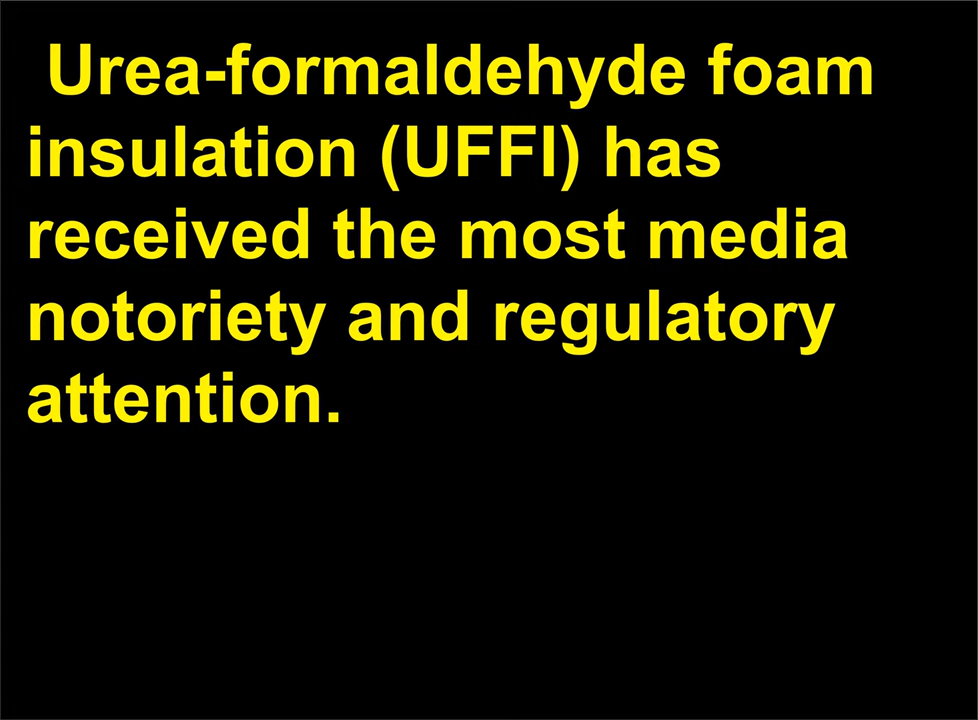 Urea-formaldehyde foam
insulation (UFFI) has
received the most media
notoriety and regulatory
attention.